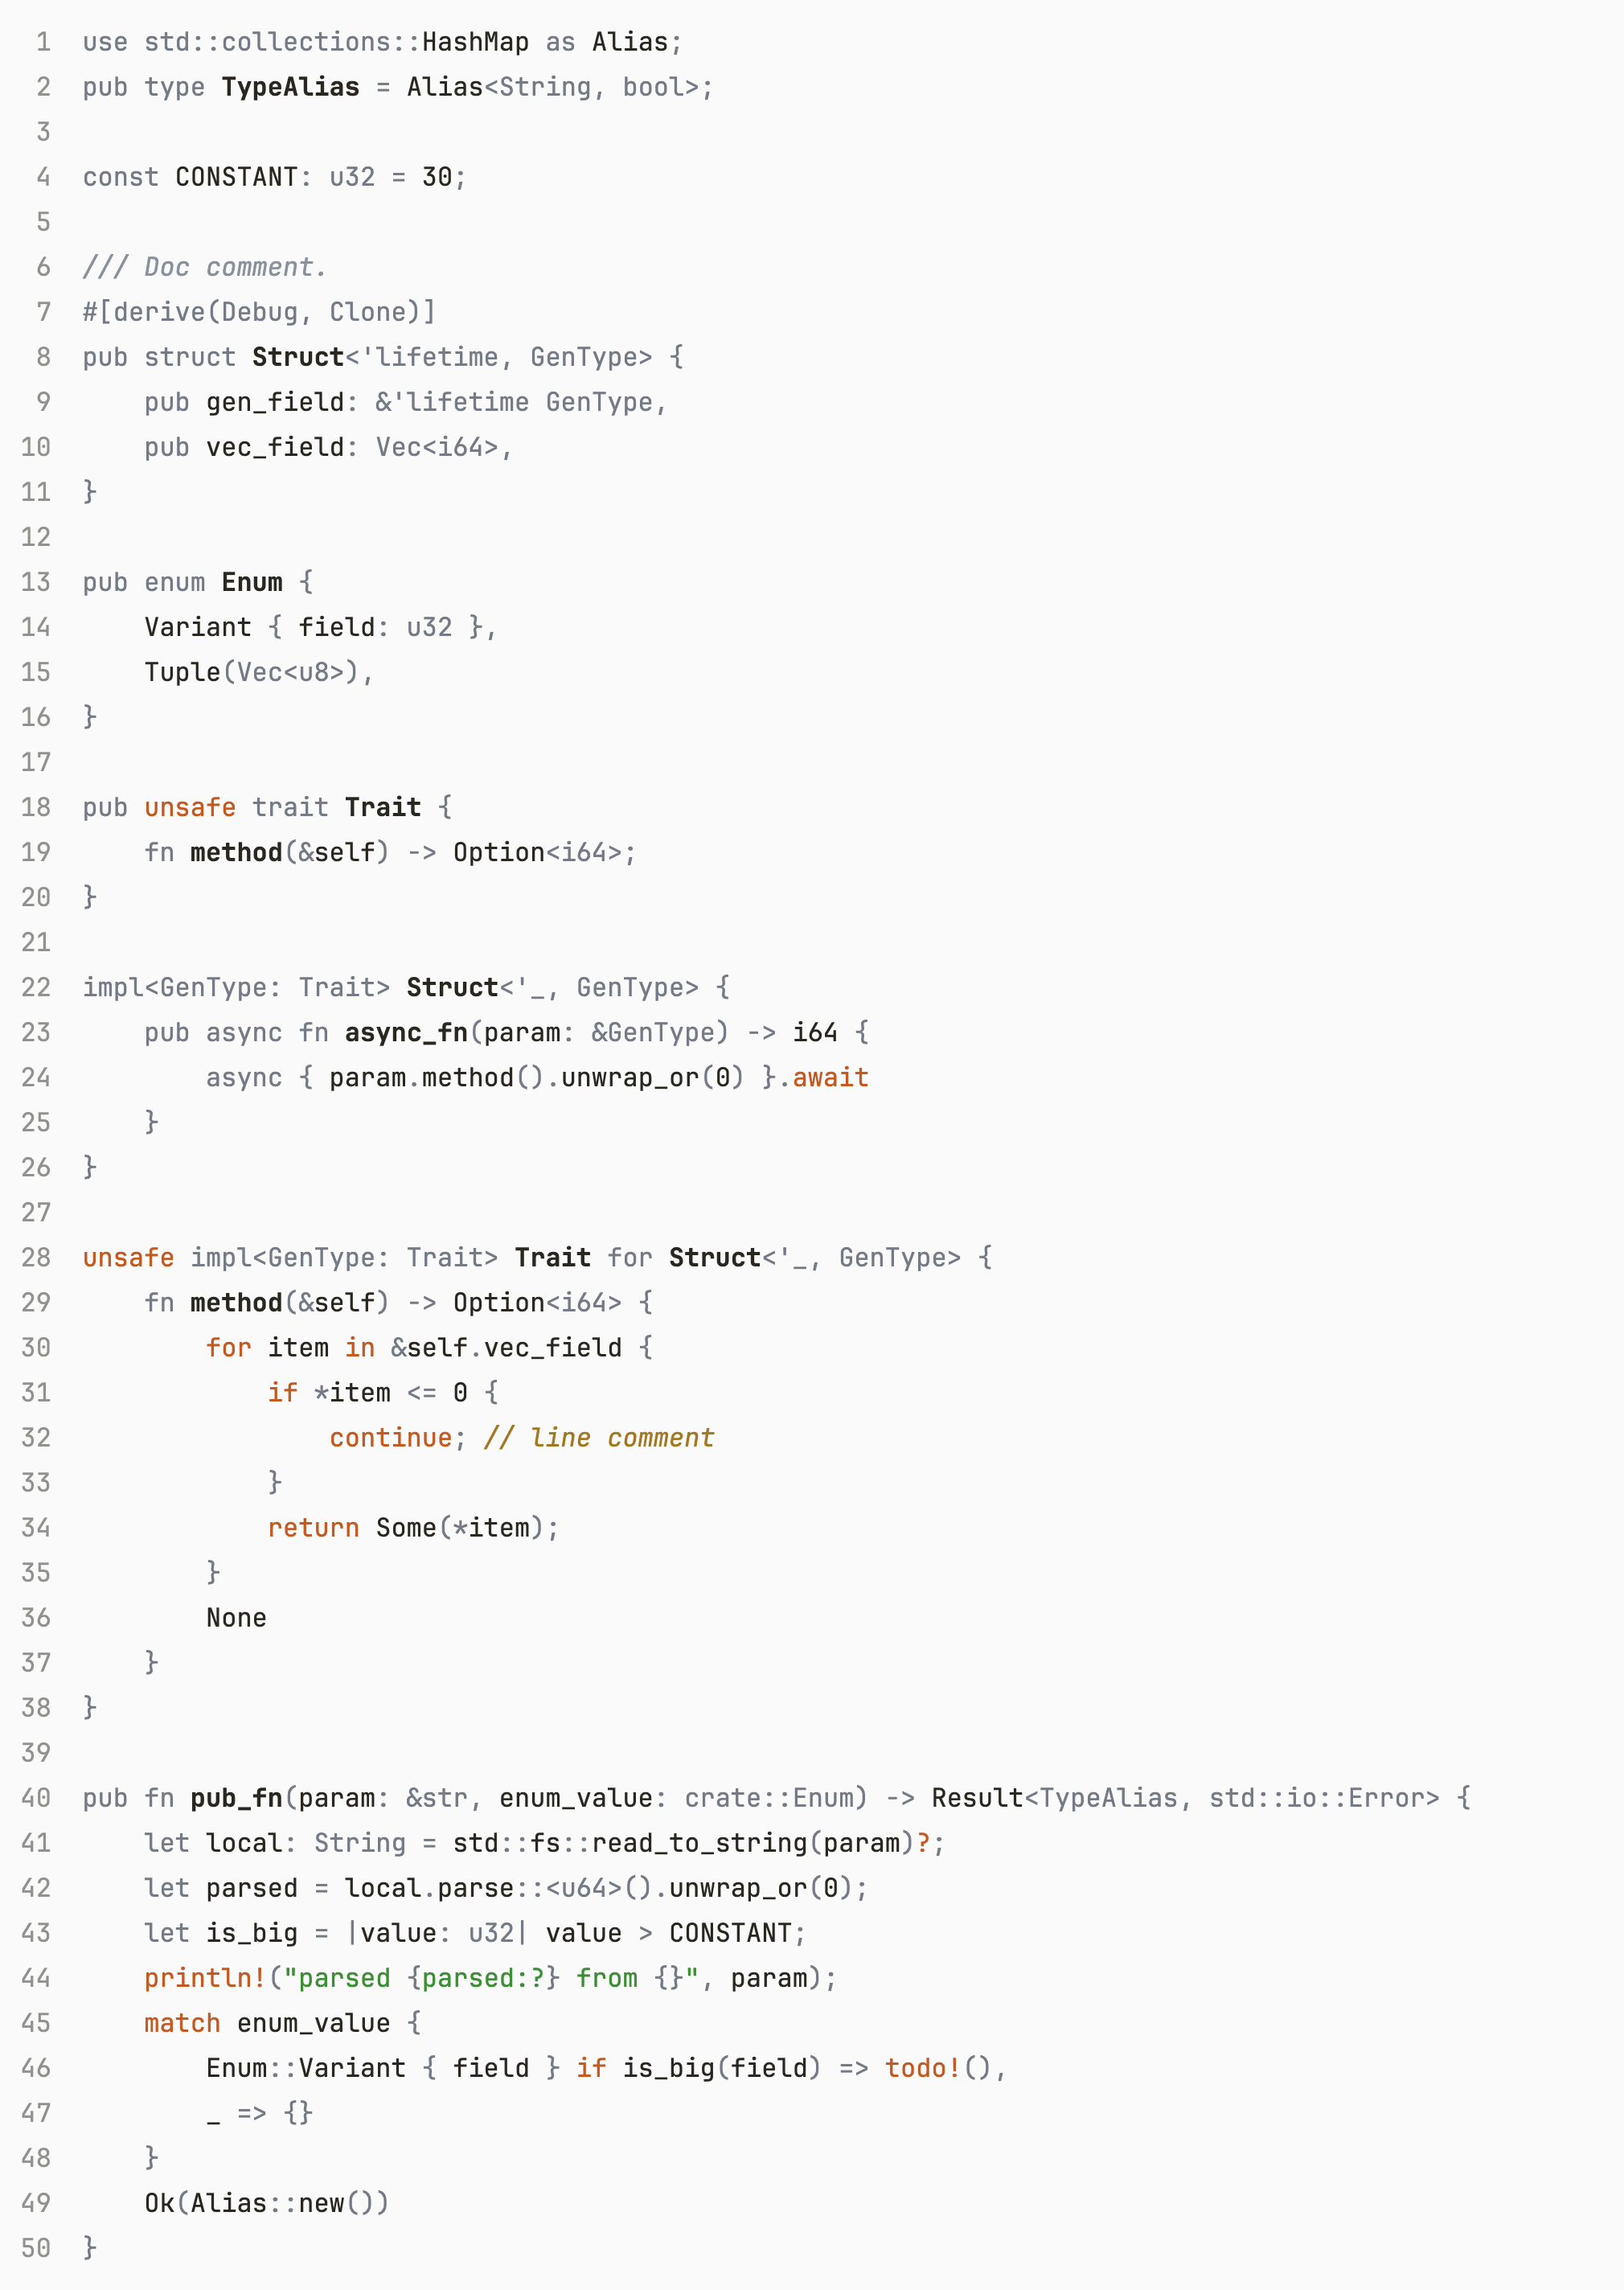 1 use std::collections::HashMap as Alias;
2 pub type TypeAlias = Alias<String, bool>;
3
4 const CONSTANT: u32 = 30;
5
6 /// Doc comment.
7 #[derive(Debug, Clone)]
8 pub struct Struct<'lifetime, GenType> {
9     pub gen_field: &'lifetime GenType,
10     pub vec_field: Vec<i64>,
11 }
12
13 pub enum Enum {
14     Variant { field: u32 },
15     Tuple(Vec<u8>),
16 }
17
18 pub unsafe trait Trait {
19     fn method(&self) -> Option<i64>;
20 }
21
22 impl<GenType: Trait> Struct<'_, GenType> {
23     pub async fn async_fn(param: &GenType) -> i64 {
24         async { param.method().unwrap_or(0) }.await
25     }
26 }
27
28 unsafe impl<GenType: Trait> Trait for Struct<'_, GenType> {
29     fn method(&self) -> Option<i64> {
30         for item in &self.vec_field {
31             if *item <= 0 {
32                 continue; // line comment
33             }
34             return Some(*item);
35         }
36         None
37     }
38 }
39
40 pub fn pub_fn(param: &str, enum_value: crate::Enum) -> Result<TypeAlias, std::io::Error> {
41     let local: String = std::fs::read_to_string(param)?;
42     let parsed = local.parse::<u64>().unwrap_or(0);
43     let is_big = |value: u32| value > CONSTANT;
44     println!("parsed {parsed:?} from {}", param);
45     match enum_value {
46         Enum::Variant { field } if is_big(field) => todo!(),
47         _ => {}
48     }
49     Ok(Alias::new())
50 }